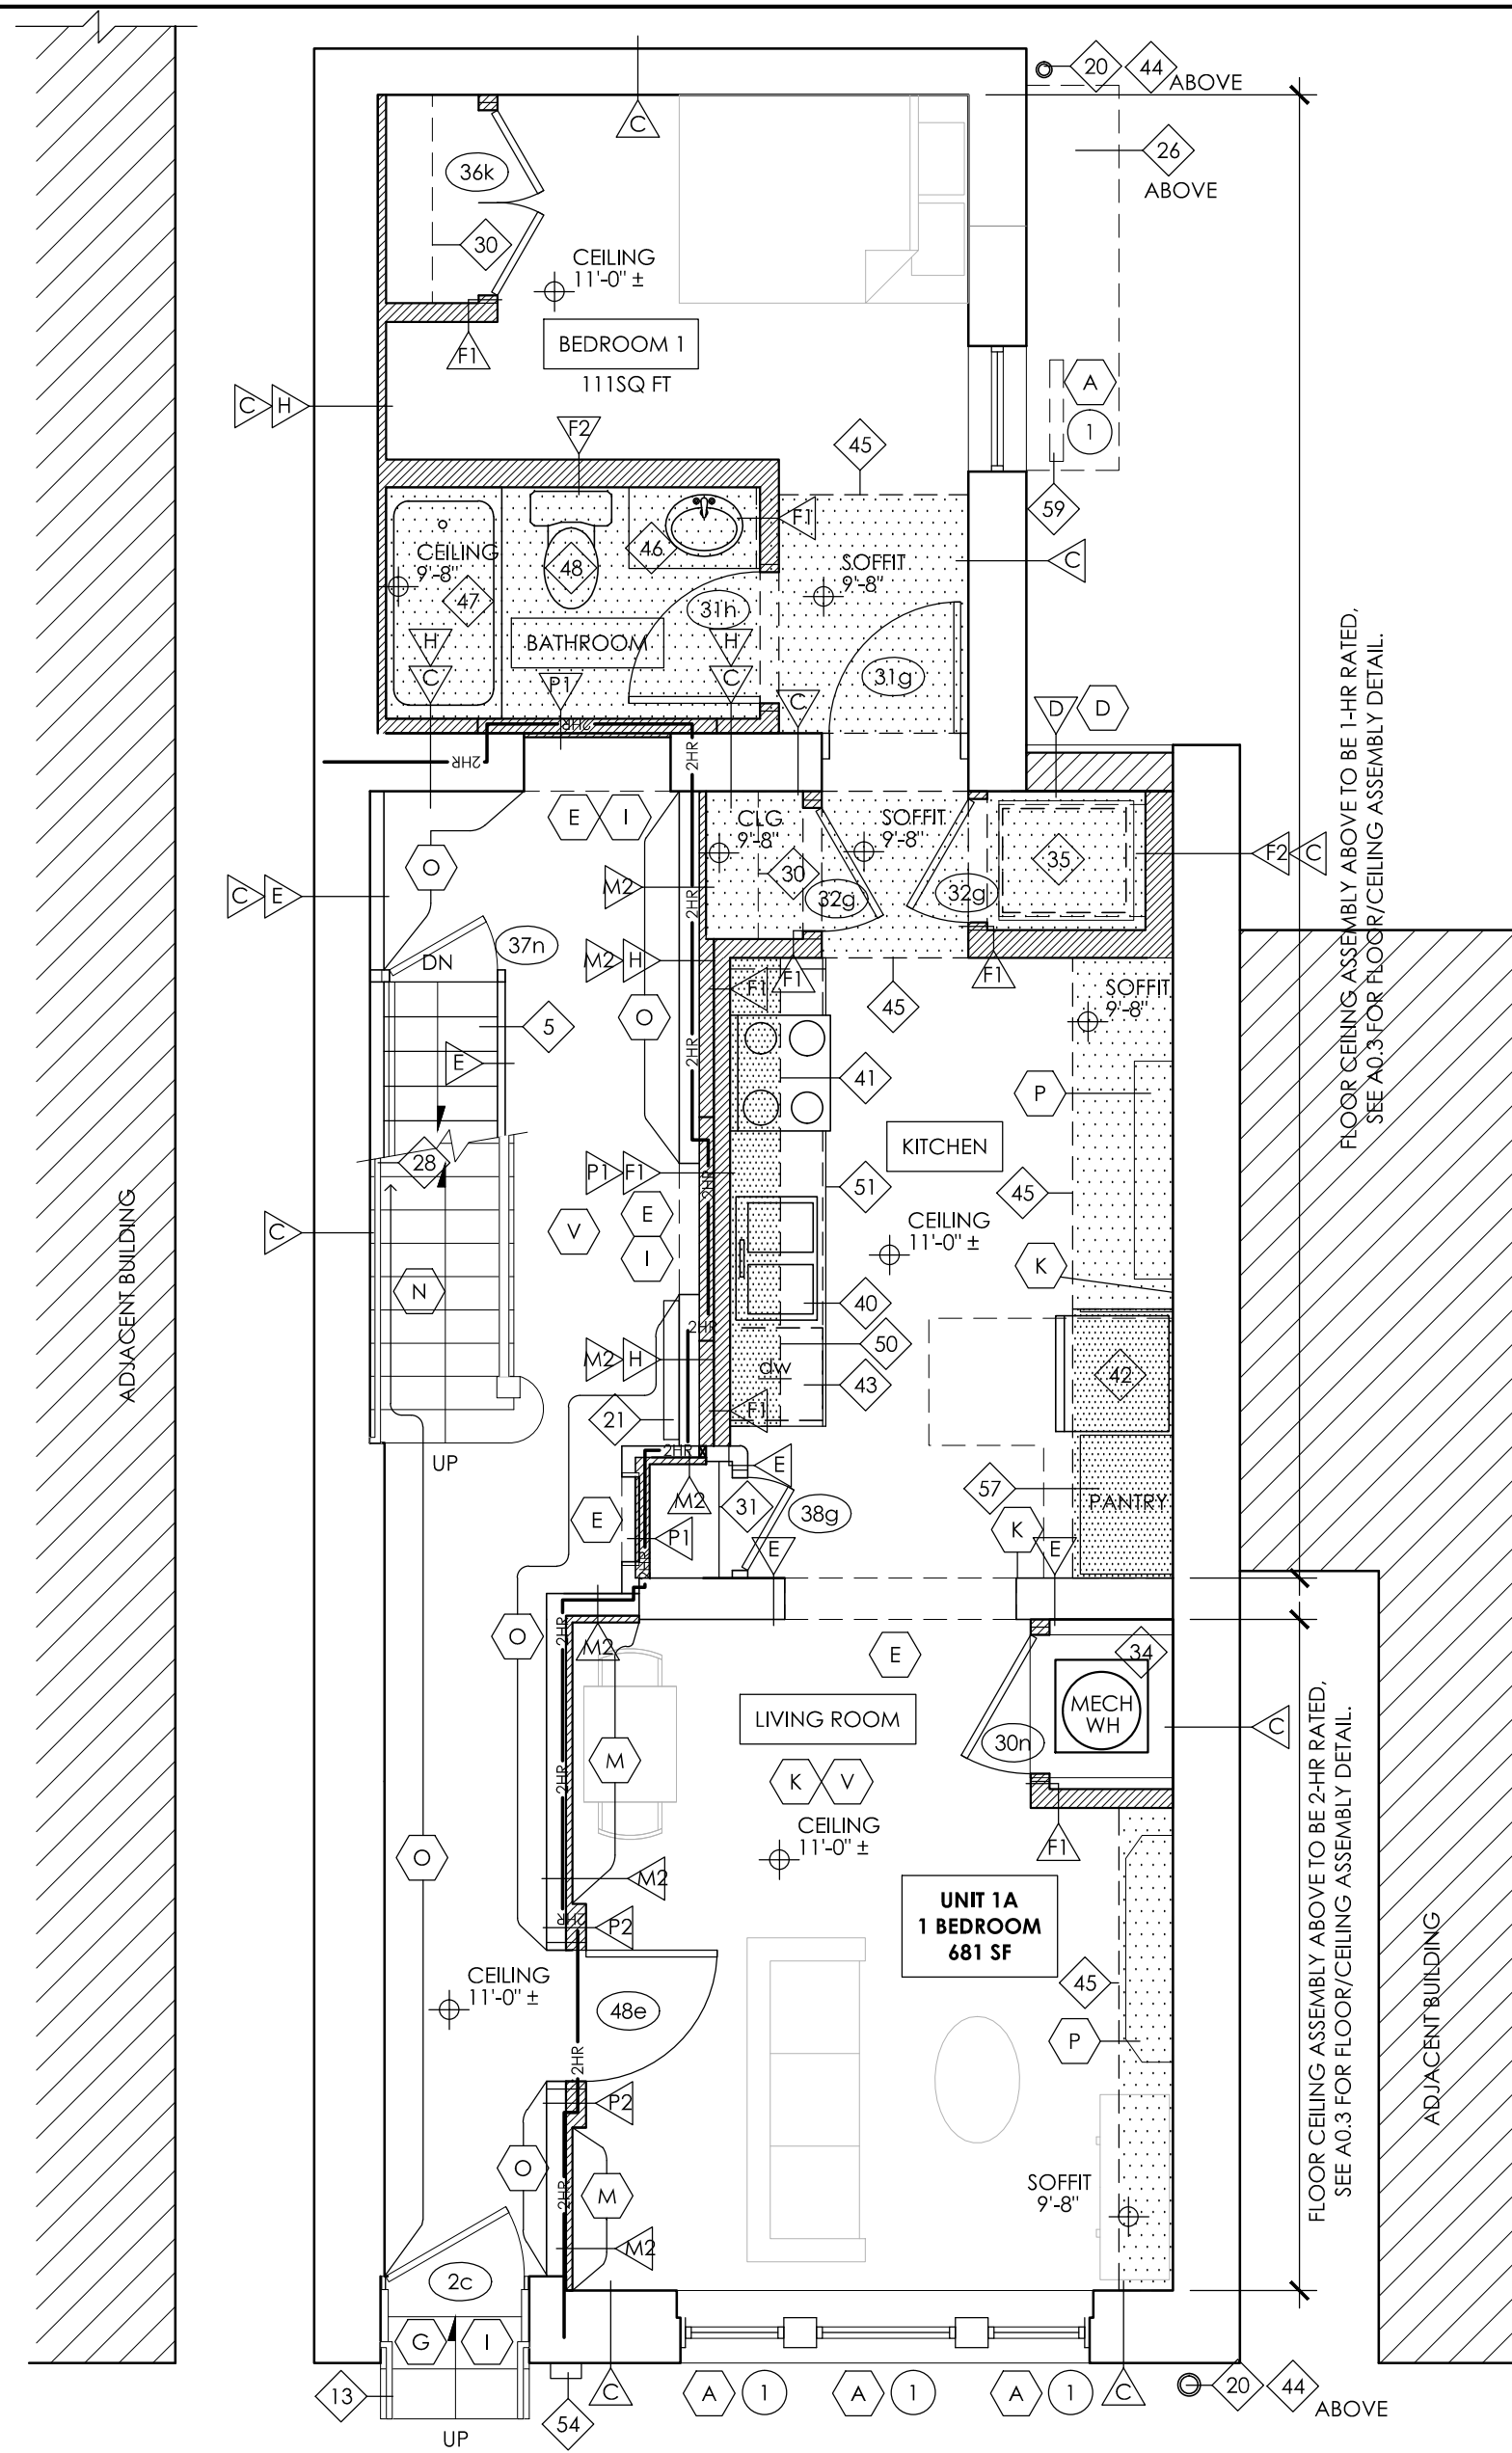 20
44
ABOVE
C
26
ABOVE
36k
30
CEILING
11'-0" ±
F1
BEDROOM 1
111SQ FT
A
C
H
1
F2
45
59
F1
46
48
CEILING
9'-8"
47
SOFFIT
9'-8"
C
31h
H
BATHROOM
H
C
P1
C
31g
C
D
D
2HR
2HR
2HR
2HR
E
I
CLG
9'-8"
SOFFIT
9'-8"
O
M2
30
35
F2
C
C
E
32g
32g
2HR
37n
DN
M2
H
F1
F1
F1
SOFFIT
9'-8"
45
5
O
E
2HR
41
P
28
KITCHEN
P1
F1
2HR
51
45
C
V
E
I
CEILING
11'-0" ±
K
N
40
2HR
50
M2
H
dw
43
42
21
F1
UP
2HR
E
M2
57
PANTRY
31
38g
E
P1
K
E
E
2HR
O
2HR
M2
E
34
LIVING ROOM
MECH
WH
C
30n
M
2HR
K
V
CEILING
11'-0" ±
O
F1
M2
UNIT 1A
1 BEDROOM
681 SF
2HR
P2
CEILING
11'-0" ±
45
48e
P
2HR
P2
O
2HR
M
SOFFIT
9'-8"
M2
2c
G
I
13
C
A
1
A
1
A
1
C
20
44
ABOVE
54
UP
ADJACENT BUILDING
FLOOR CEILING ASSEMBLY ABOVE TO BE 1-HR RATED,
SEE A0.3 FOR FLOOR/CEILING ASSEMBLY DETAIL.
FLOOR CEILING ASSEMBLY ABOVE TO BE 2-HR RATED,
SEE A0.3 FOR FLOOR/CEILING ASSEMBLY DETAIL.
ADJACENT BUILDING